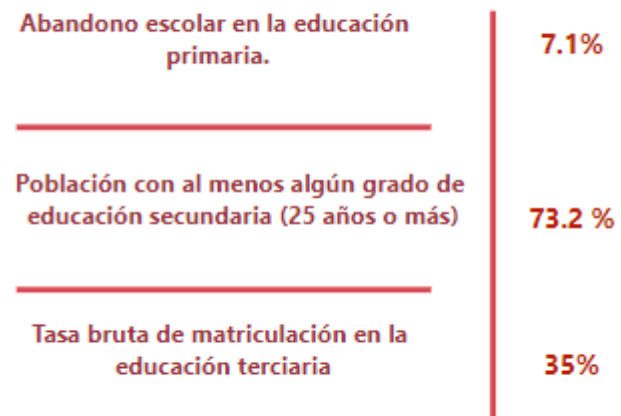 Abandono escolar en la educación
primaria.
7.1%
Población con al menos algún grado de
educación secundaria (25 años o más)
73.2 %
Tasa bruta de matriculación en la
educación terciaria
35%